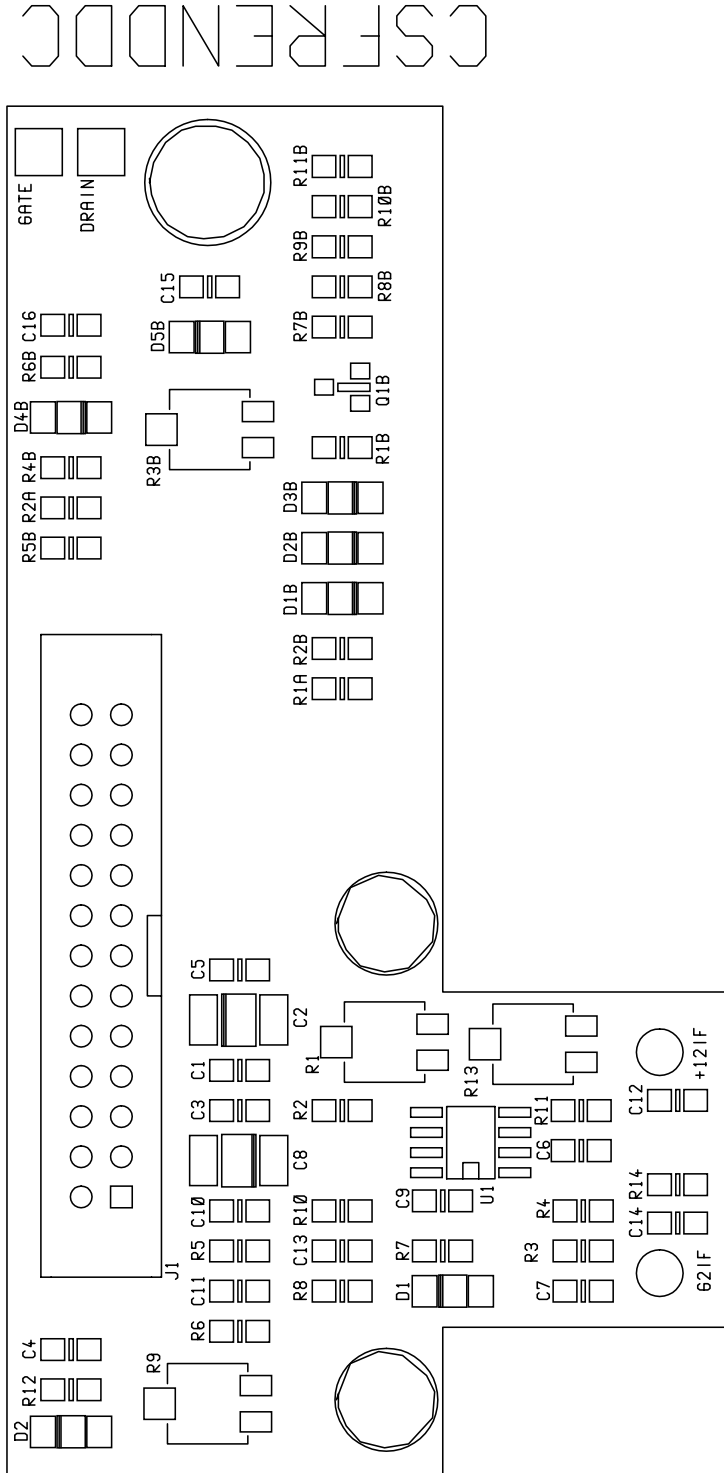 CSFRENDDC
GATE
DRAIN
R11B
R10B
R9B
R8B
C15
R7B
D5B
C16
R6B
Q1B
D4B
R3B
R1B
R4B
R2A
D3B
R5B
D2B
D1B
R2B
R1A
C5
C2
R1
R13
+12IF
C1
C3
R2
R11
C12
C8
C6
U1
R14
C10
R10
C9
R4
C14
R5
C13
R7
R3
J1
C11
R8
D1
C7
G2IF
R6
C4
R9
R12
D2